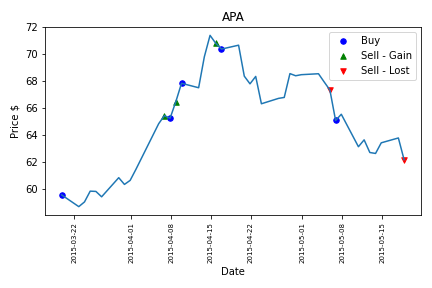 APA
Buy
Sell - Gain
Sell - Lost
Price $
72
70
68
66
64
62
60
2015-03-22
2015-04-01
2015-04-08
2015-04-15
2015-04-22
2015-05-01
2015-05-08
2015-05-15
Date